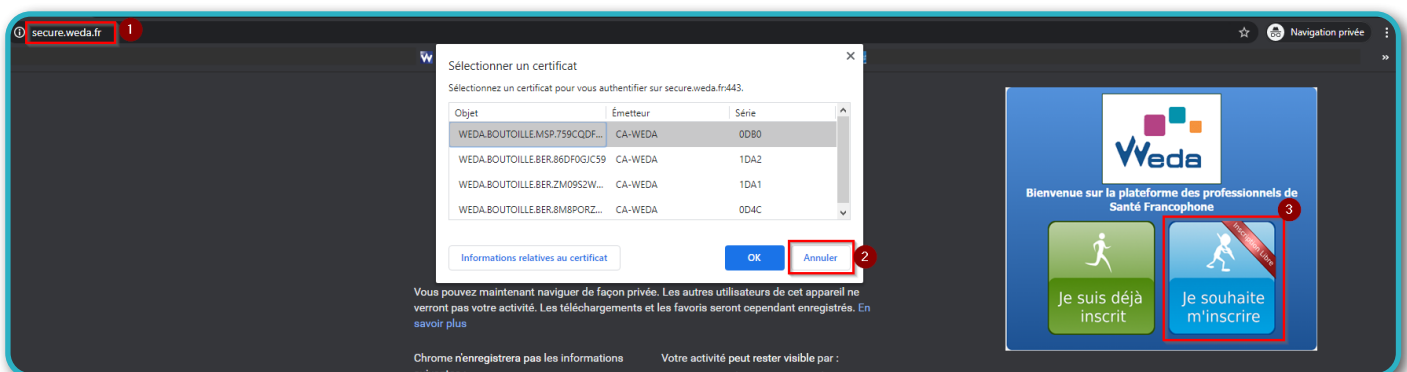 secure.weda.fr
1
Navigation privée
»
W
Sélectionner un certificat
Sélectionnez un certificat pour vous authentifier sur secure.weda.fr:443.
Objet Émetteur Série
WEDA.BOUTOILLE.MSP.759CQDF... CA-WEDA 0DB0
WEDA.BOUTOILLE.BER.86DF0GJC59 CA-WEDA 1DA2
WEDA.BOUTOILLE.BER.ZM09S2W... CA-WEDA 1DA1
WEDA.BOUTOILLE.BER.8M8PORZ... CA-WEDA 0D4C
Informations relatives au certificat
OK
Annuler
2
Vous pouvez maintenant naviguer de façon privée. Les autres utilisateurs de cet appareil ne
verront pas votre activité. Les téléchargements et les favoris seront cependant enregistrés. En
savoir plus
Chrome n'enregistrera pas les informations
Votre activité peut rester visible par :
Weda
Bienvenue sur la plateforme des professionnels de
Santé Francophone
3
Je suis déjà
inscrit
Inscription Libre
Je souhaite
m'inscrire